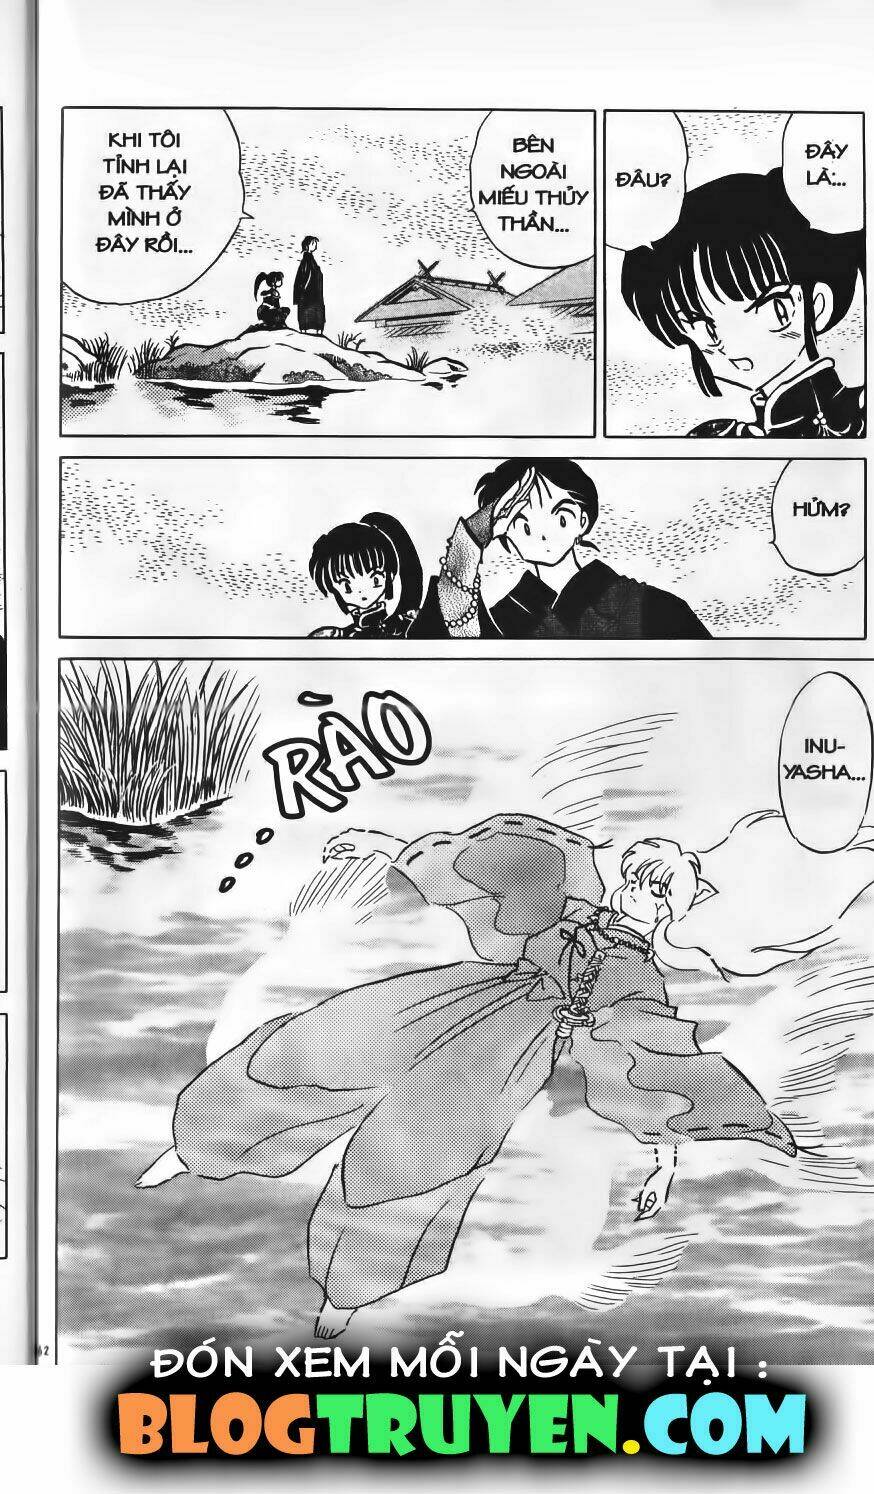 ĐÂY
LÀ...
ĐÂU?
BÊN
NGOÀI
MIẾU THỦY
THẦN...
KHI TÔI
TỈNH LẠI
ĐÃ THẤY
MÌNH Ở
ĐÂY RỒI...
HỬM?
INU-
YASHA...
RÀO
62
ĐÓN XEM MỖI NGÀY TẠI :
BLOGTRUYEN.COM